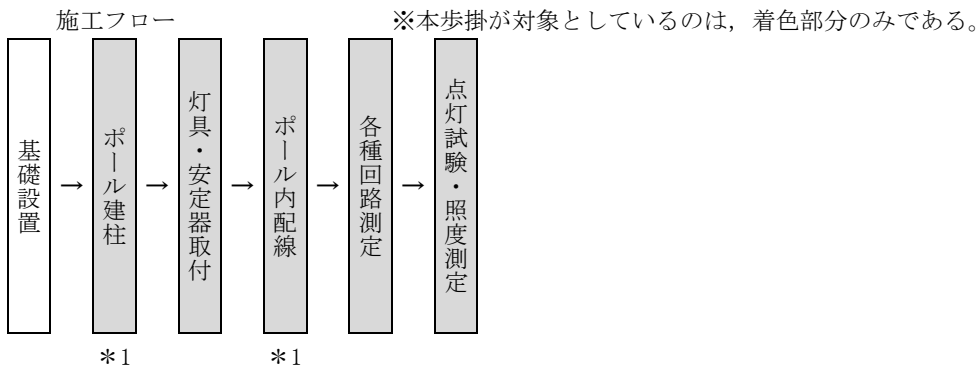 施工フロー
※本歩掛が対象としているのは，着色部分のみである。
基礎設置
→
ポール建柱
→
灯具・安定器取付
→
ポール内配線
→
各種回路測定
→
点灯試験・照度測定
＊1
＊1